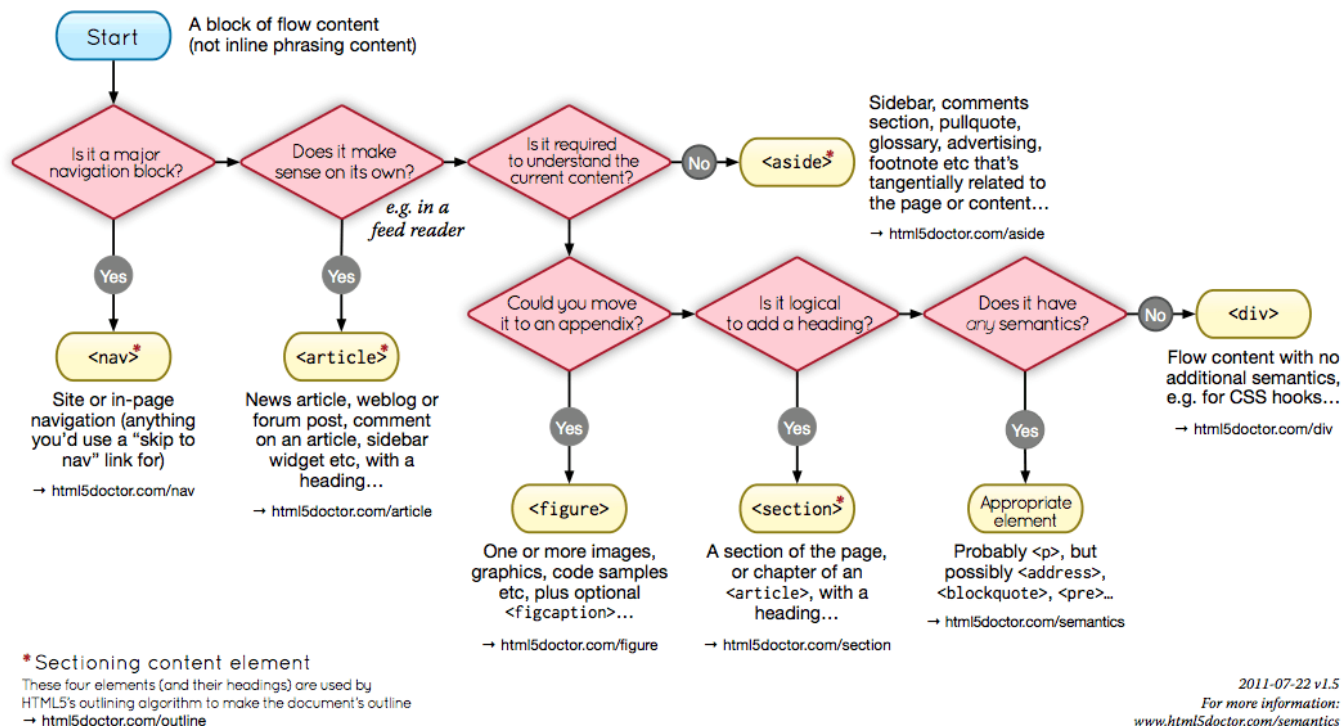 Start
A block of flow content
(not inline phrasing content)
Is it a major
navigation block?
Does it make
sense on its own?
e.g. in a
feed reader
Is it required
to understand the
current content?
No
<aside>*
Sidebar, comments
section, pullquote,
glossary, advertising,
footnote etc that's
tangentially related to
the page or content…
→ html5doctor.com/aside
Yes
<nav>*
Site or in-page
navigation (anything
you'd use a “skip to
nav” link for)
→ html5doctor.com/nav
Yes
<article>*
News article, weblog or
forum post, comment
on an article, sidebar
widget etc, with a
heading…
→ html5doctor.com/article
Could you move
it to an appendix?
Is it logical
to add a heading?
Does it have
any semantics?
No
<div>
Flow content with no
additional semantics,
e.g. for CSS hooks…
→ html5doctor.com/div
Yes
<figure>
One or more images,
graphics, code samples
etc, plus optional
<figcaption>…
→ html5doctor.com/figure
Yes
<section>*
A section of the page,
or chapter of an
<article>, with a
heading…
→ html5doctor.com/section
Yes
Appropriate
element
Probably <p>, but
possibly <address>,
<blockquote>, <pre>…
→ html5doctor.com/semantics
* Sectioning content element
These four elements (and their headings) are used by
HTML5's outlining algorithm to make the document's outline
→ html5doctor.com/outline
2011-07-22 v1.5
For more information:
www.html5doctor.com/semantics